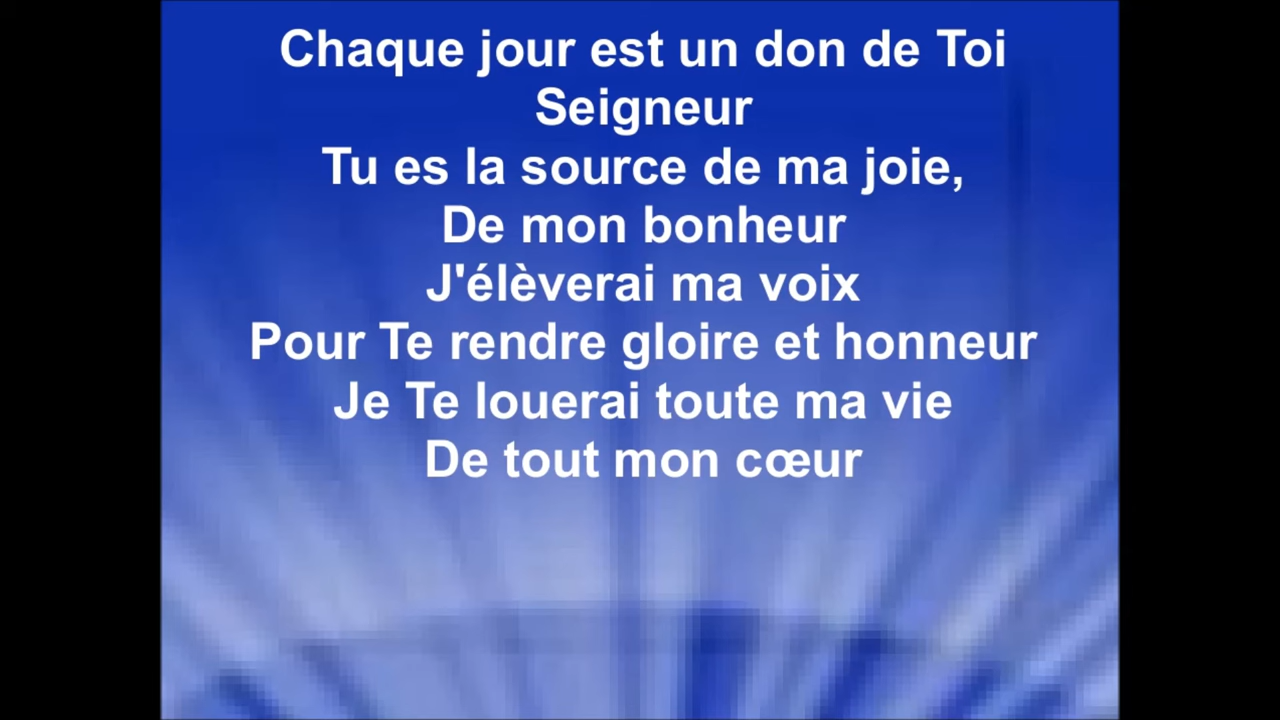 Chaque jour est un don de Toi
Seigneur
Tu es la source de ma joie,
De mon bonheur
J'élèverai ma voix
Pour Te rendre gloire et honneur
Je Te louerai toute ma vie
De tout mon cœur